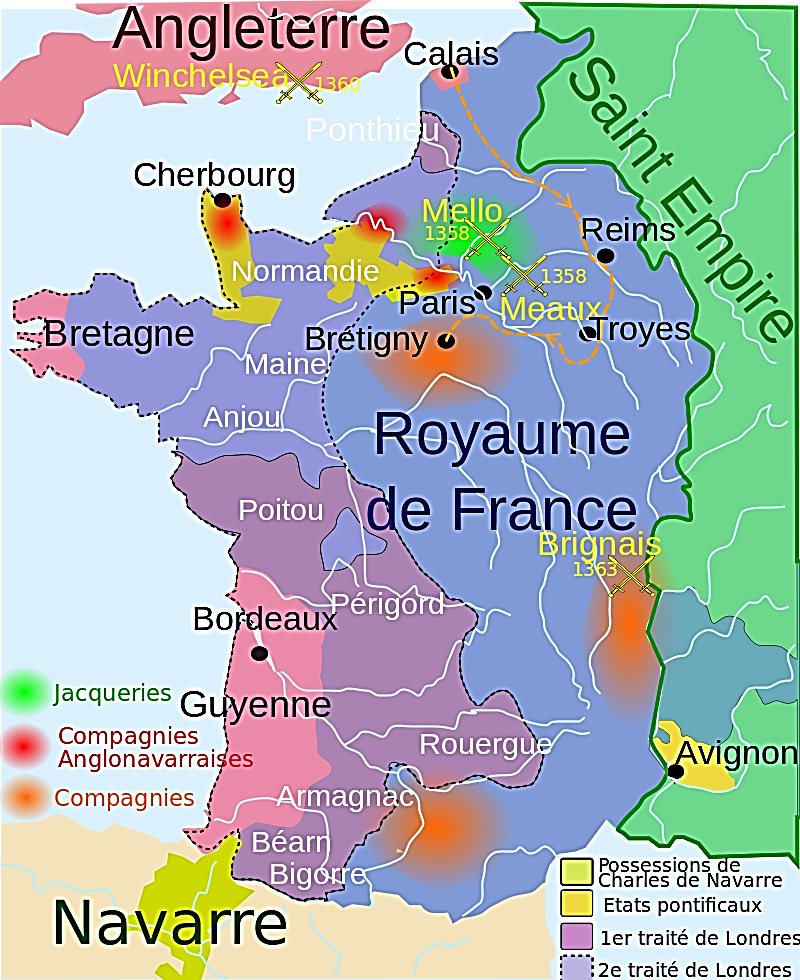 Angleterre
Calais
Winchelsea
1360
Ponthieu
Saint Empire
Cherbourg
Mello
1358
Reims
Normandie
1358
Paris
Meaux
Bretagne
Brétigny
Troyes
Maine
Anjou
Royaume
de France
Poitou
Brignais
1363
Périgord
Bordeaux
Jacqueries
Guyenne
Compagnies
Anglonavarraises
Rouergue
Avignon
Compagnies
Armagnac
Béarn
Bigorre
Navarre
Possessions de
Charles de Navarre
Etats pontificaux
1er traité de Londres
2e traité de Londres